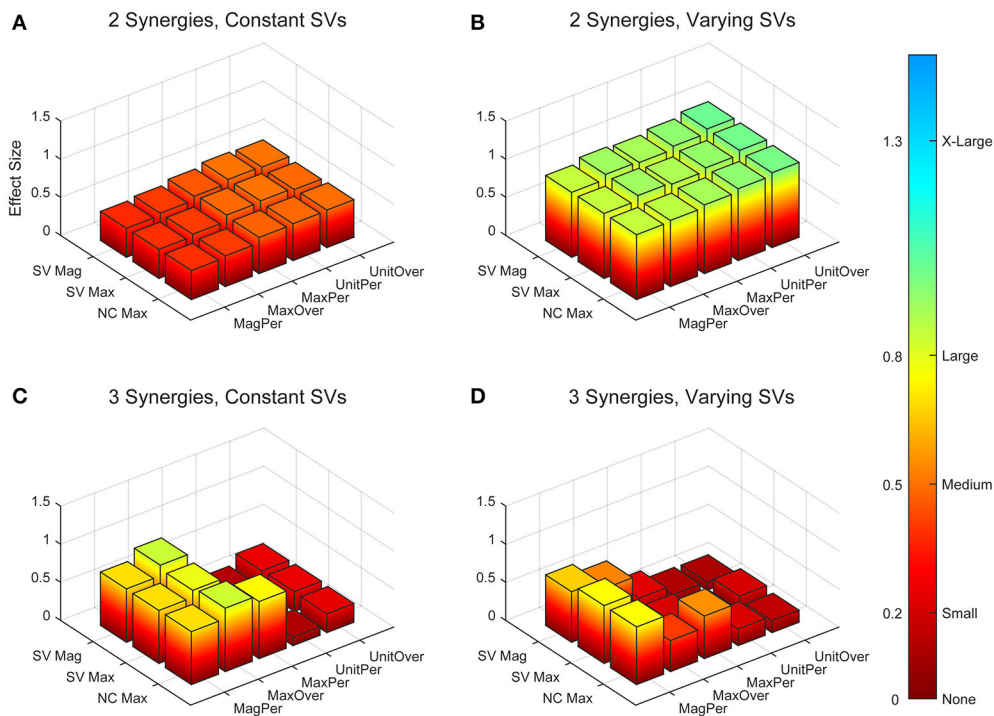 A
2 Synergies, Constant SVs
Effect Size
1.5
1
0.5
0
SV Mag
SV Max
NC Max
MagPer
MaxOver
MaxPer
UnitPer
UnitOver
B
2 Synergies, Varying SVs
1.5
1
0.5
0
SV Mag
SV Max
NC Max
MagPer
MaxOver
MaxPer
UnitPer
UnitOver
C
3 Synergies, Constant SVs
1.5
1
0.5
0
SV Mag
SV Max
NC Max
MagPer
MaxOver
MaxPer
UnitPer
UnitOver
D
3 Synergies, Varying SVs
1.5
1
0.5
0
SV Mag
SV Max
NC Max
MagPer
MaxOver
MaxPer
UnitPer
UnitOver
1.3 X-Large
0.8 Large
0.5 Medium
0.2 Small
0 None